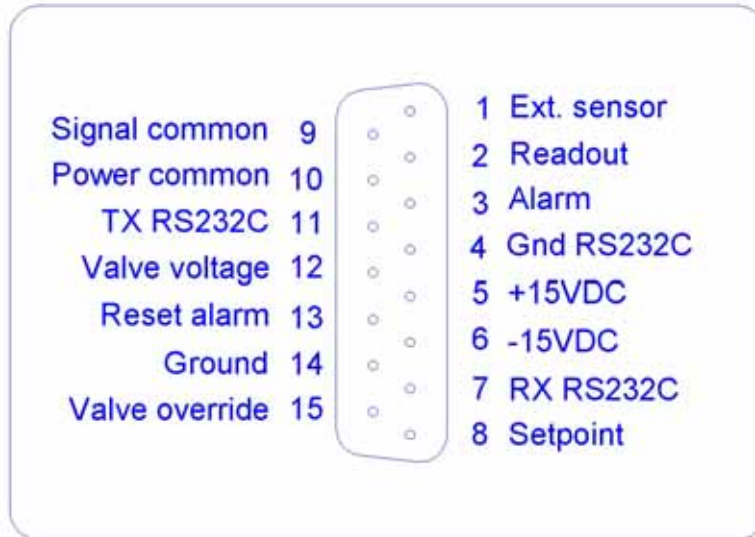 Signal common 9
Power common 10
TX RS232C 11
Valve voltage 12
Reset alarm 13
Ground 14
Valve override 15
1 Ext. sensor
2 Readout
3 Alarm
4 Gnd RS232C
5 +15VDC
6 -15VDC
7 RX RS232C
8 Setpoint